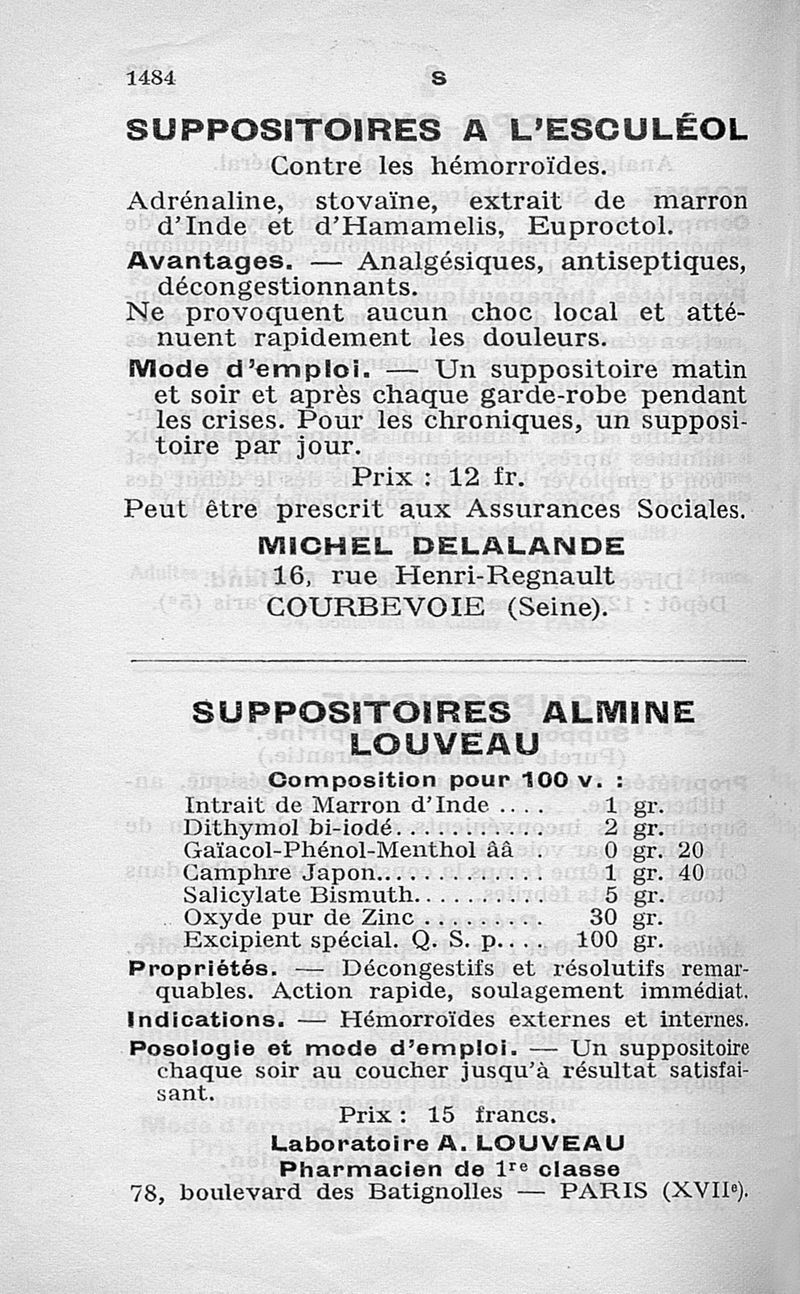 1484
S
SUPPOSITOIRES A L'ESCULÉOL
Contre les hémorroïdes.
Adrénaline, stovaïne, extrait de marron
d'Inde et d'Hamamelis, Euproctol.
Avantages. — Analgésiques, antiseptiques,
décongestionnants.
Ne provoquent aucun choc local et atté-
nuent rapidement les douleurs.
Mode d'emploi. — Un suppositoire matin
et soir et après chaque garde-robe pendant
les crises. Pour les chroniques, un supposi-
toire par jour.
Prix : 12 fr.
Peut être prescrit aux Assurances Sociales.
MICHEL DELALANDE
16, rue Henri-Regnault
COURBEVOIE (Seine).
SUPPOSITOIRES ALMINE
LOUVEAU
Composition pour 100 v. :
Intrait de Marron d'Inde .... 1 gr.
Dithymol bi-iodé............ 2 gr.
Gaïacol-Phénol-Menthol ââ . 0 gr. 20
Camphre Japon............. 1 gr. 40
Salicylate Bismuth.......... 5 gr.
Oxyde pur de Zinc ......... 30 gr.
Excipient spécial. Q. S. p.... 100 gr.
Propriétés. — Décongestifs et résolutifs remar-
quables. Action rapide, soulagement immédiat.
Indications. — Hémorroïdes externes et internes.
Posologie et mode d'emploi. — Un suppositoire
chaque soir au coucher jusqu'à résultat satisfai-
sant.
Prix : 15 francs.
Laboratoire A. LOUVEAU
Pharmacien de 1re classe
78, boulevard des Batignolles — PARIS (XVIIe).